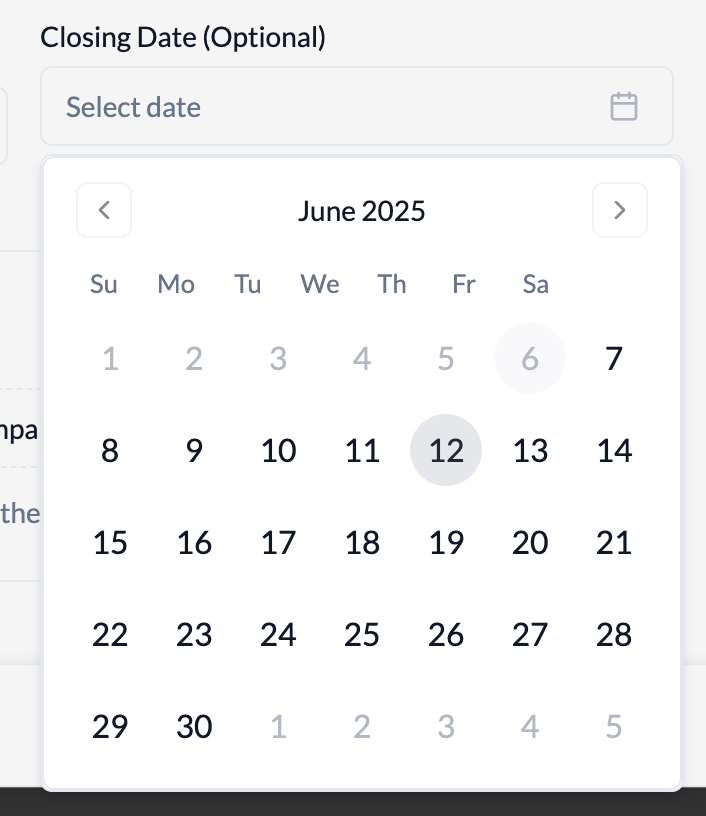 Closing Date (Optional)
Select date
June 2025
Su Mo Tu We Th Fr Sa
1 2 3 4 5 6 7
8 9 10 11 12 13 14
15 16 17 18 19 20 21
22 23 24 25 26 27 28
29 30 1 2 3 4 5
mpa
the